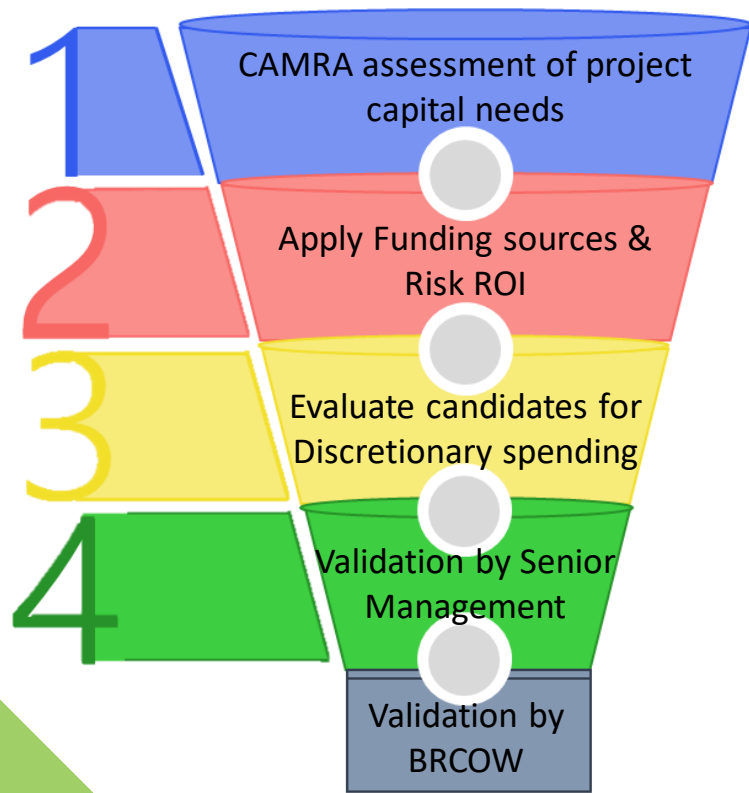 1
CAMRA assessment of project
capital needs
2
Apply Funding sources &
Risk ROI
3
Evaluate candidates for
Discretionary spending
4
Validation by Senior
Management
Validation by
BRCOW